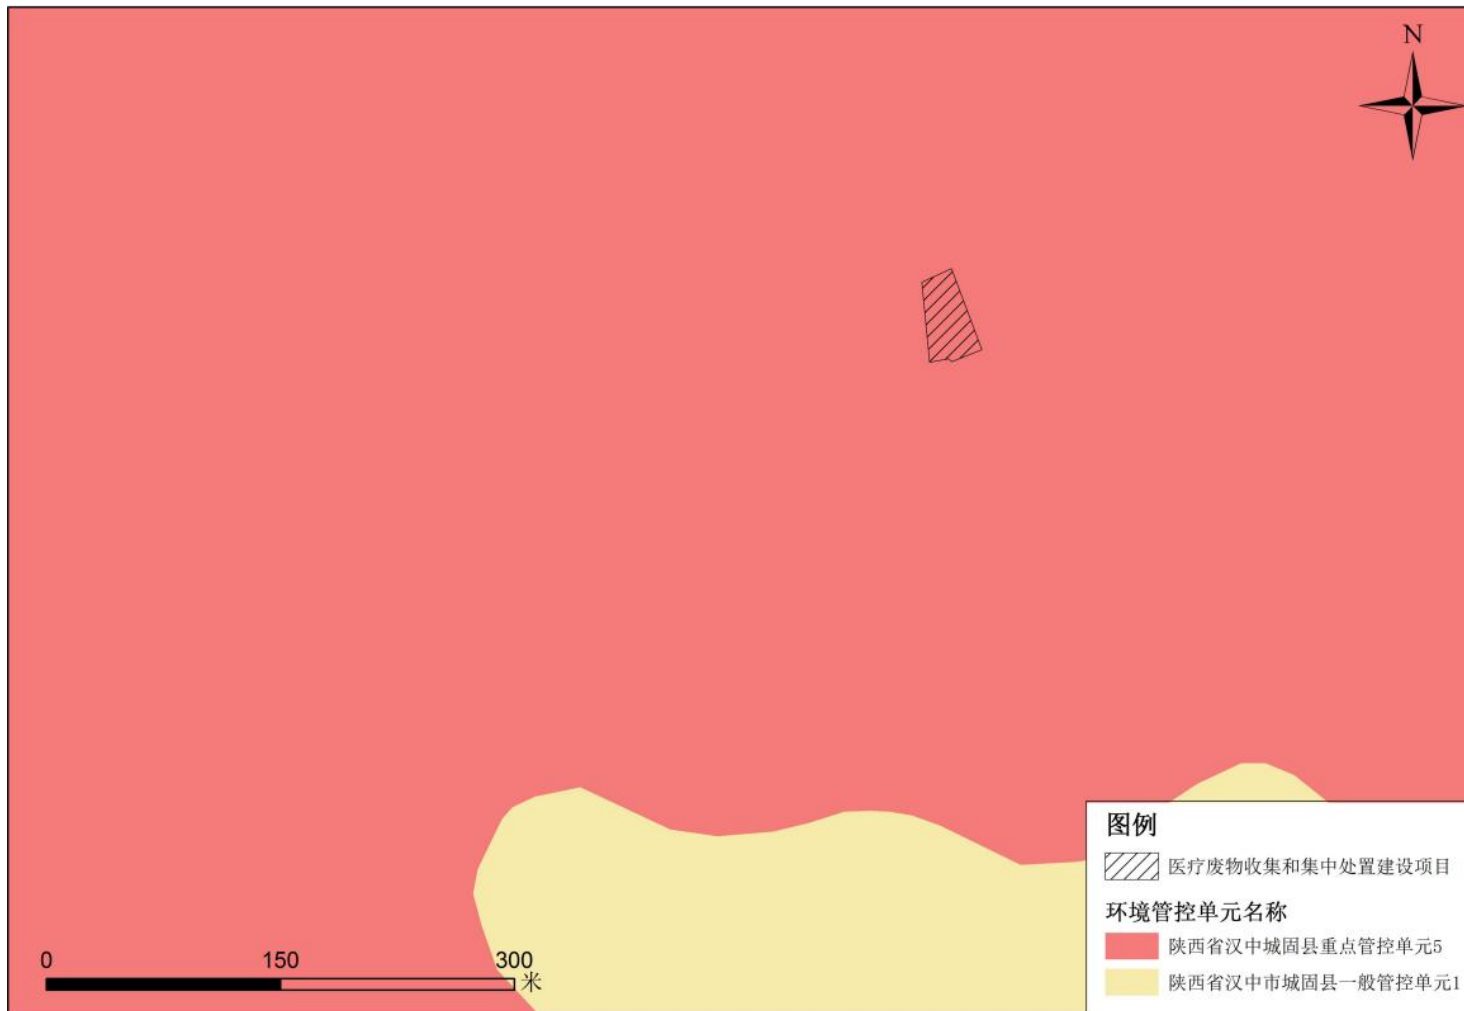 N
图例
医疗废物收集和集中处置建设项目
环境管控单元名称
陕西省汉中城固县重点管控单元5
陕西省汉中市城固县一般管控单元1
0 150 300
米